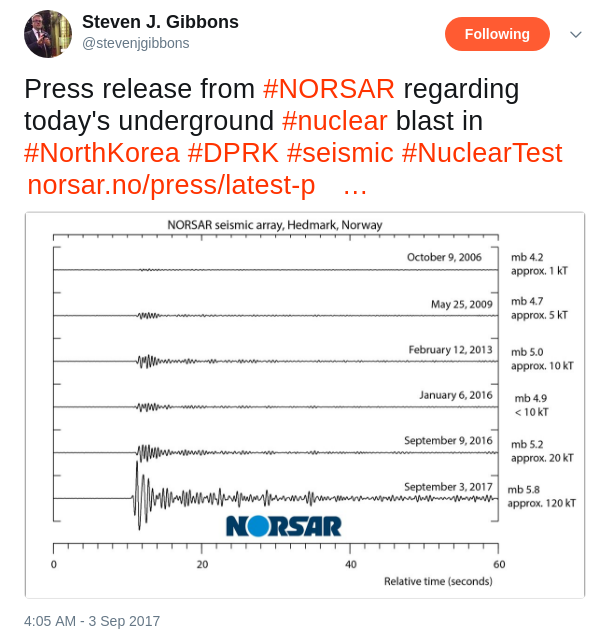 Steven J. Gibbons
@stevenjgibbons
Following
Press release from #NORSAR regarding
today's underground #nuclear blast in
#NorthKorea #DPRK #seismic #NuclearTest
norsar.no/press/latest-p …
NORSAR seismic array, Hedmark, Norway
October 9, 2006
mb 4.2
approx. 1 kT
May 25, 2009
mb 4.7
approx. 5 kT
February 12, 2013
mb 5.0
approx. 10 kT
January 6, 2016
mb 4.9
< 10 kT
September 9, 2016
mb 5.2
approx. 20 kT
September 3, 2017
mb 5.8
approx. 120 kT
NORSAR
0 20 40 60
Relative time (seconds)
4:05 AM - 3 Sep 2017